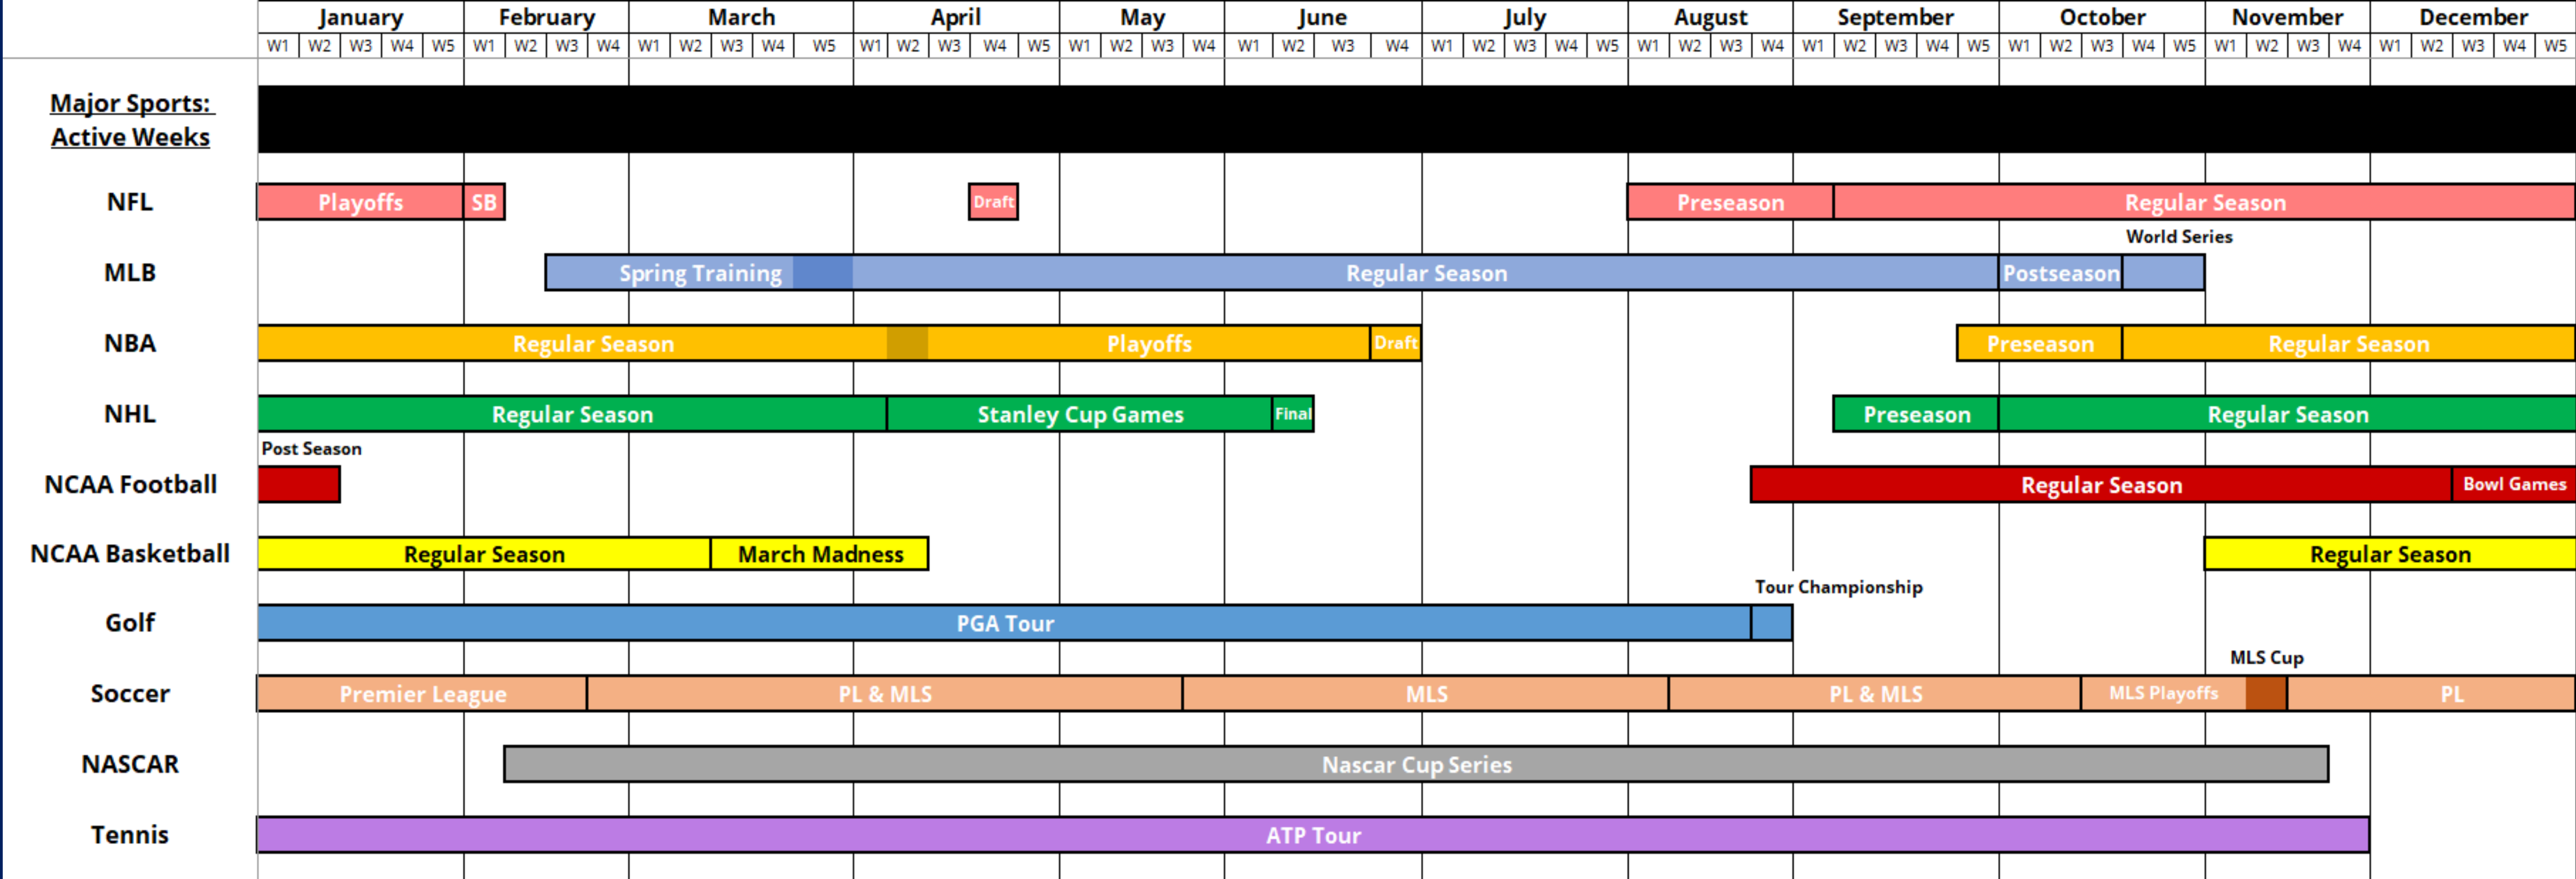 January February March April May June July August September October November December
W1 W2 W3 W4 W5 W1 W2 W3 W4 W1 W2 W3 W4 W5 W1 W2 W3 W4 W5 W1 W2 W3 W4 W1 W2 W3 W4 W1 W2 W3 W4 W5 W1 W2 W3 W4 W1 W2 W3 W4 W5 W1 W2 W3 W4 W5 W1 W2 W3 W4 W1 W2 W3 W4 W5
Major Sports:
Active Weeks
NFL Playoffs SB Draft Preseason Regular Season
World Series
MLB Spring Training Regular Season Postseason
NBA Regular Season Playoffs Draft Preseason Regular Season
NHL Regular Season Stanley Cup Games Final Preseason Regular Season
Post Season
NCAA Football Regular Season Bowl Games
NCAA Basketball Regular Season March Madness Regular Season
Tour Championship
Golf PGA Tour
MLS Cup
Soccer Premier League PL & MLS MLS PL & MLS MLS Playoffs PL
NASCAR Nascar Cup Series
Tennis ATP Tour